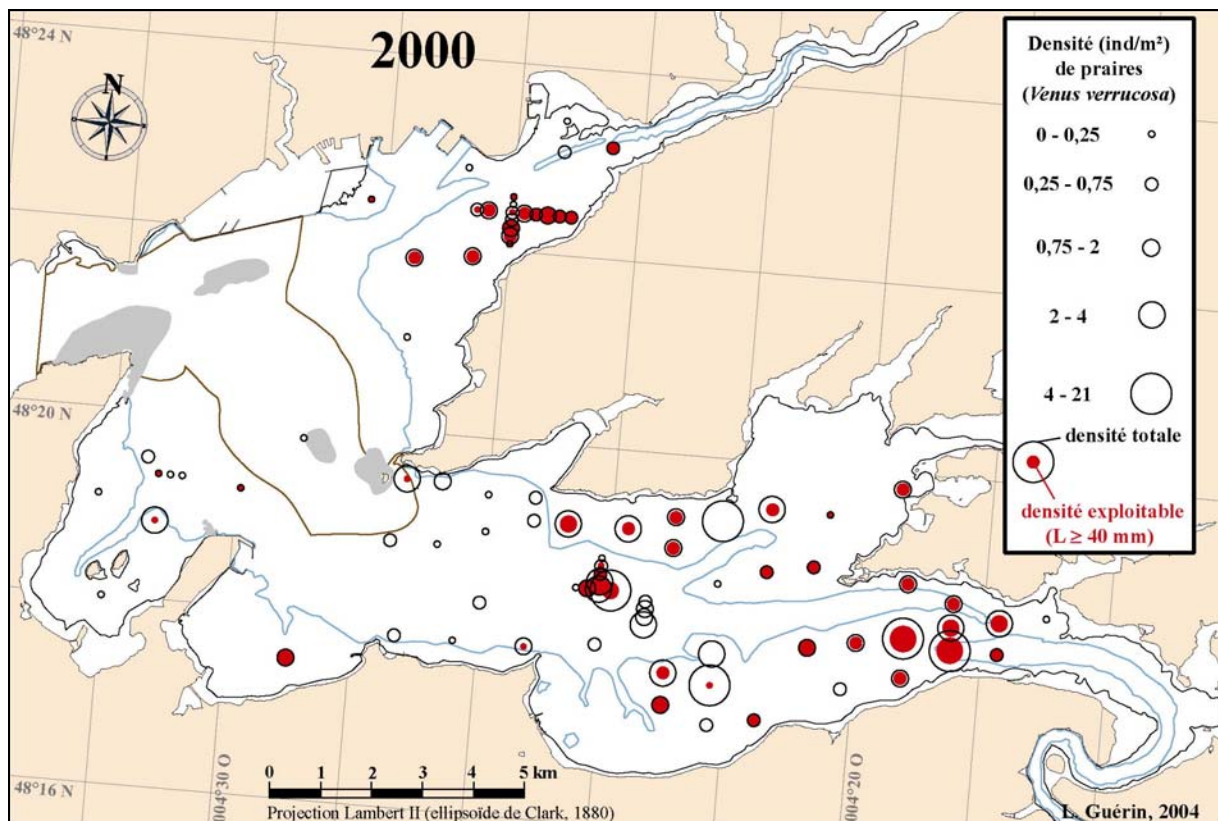 48°24 N
2000
N
Densité (ind/m²)
de praires
(Venus verrucosa)
0 - 0,25
0,25 - 0,75
0,75 - 2
2 - 4
4 - 21
densité totale
densité exploitable
(L ≥ 40 mm)
48°20 N
48°16 N
004°30 O
004°20 O
0 1 2 3 4 5 km
Projection Lambert II (ellipsoïde de Clark, 1880)
L. Guérin, 2004